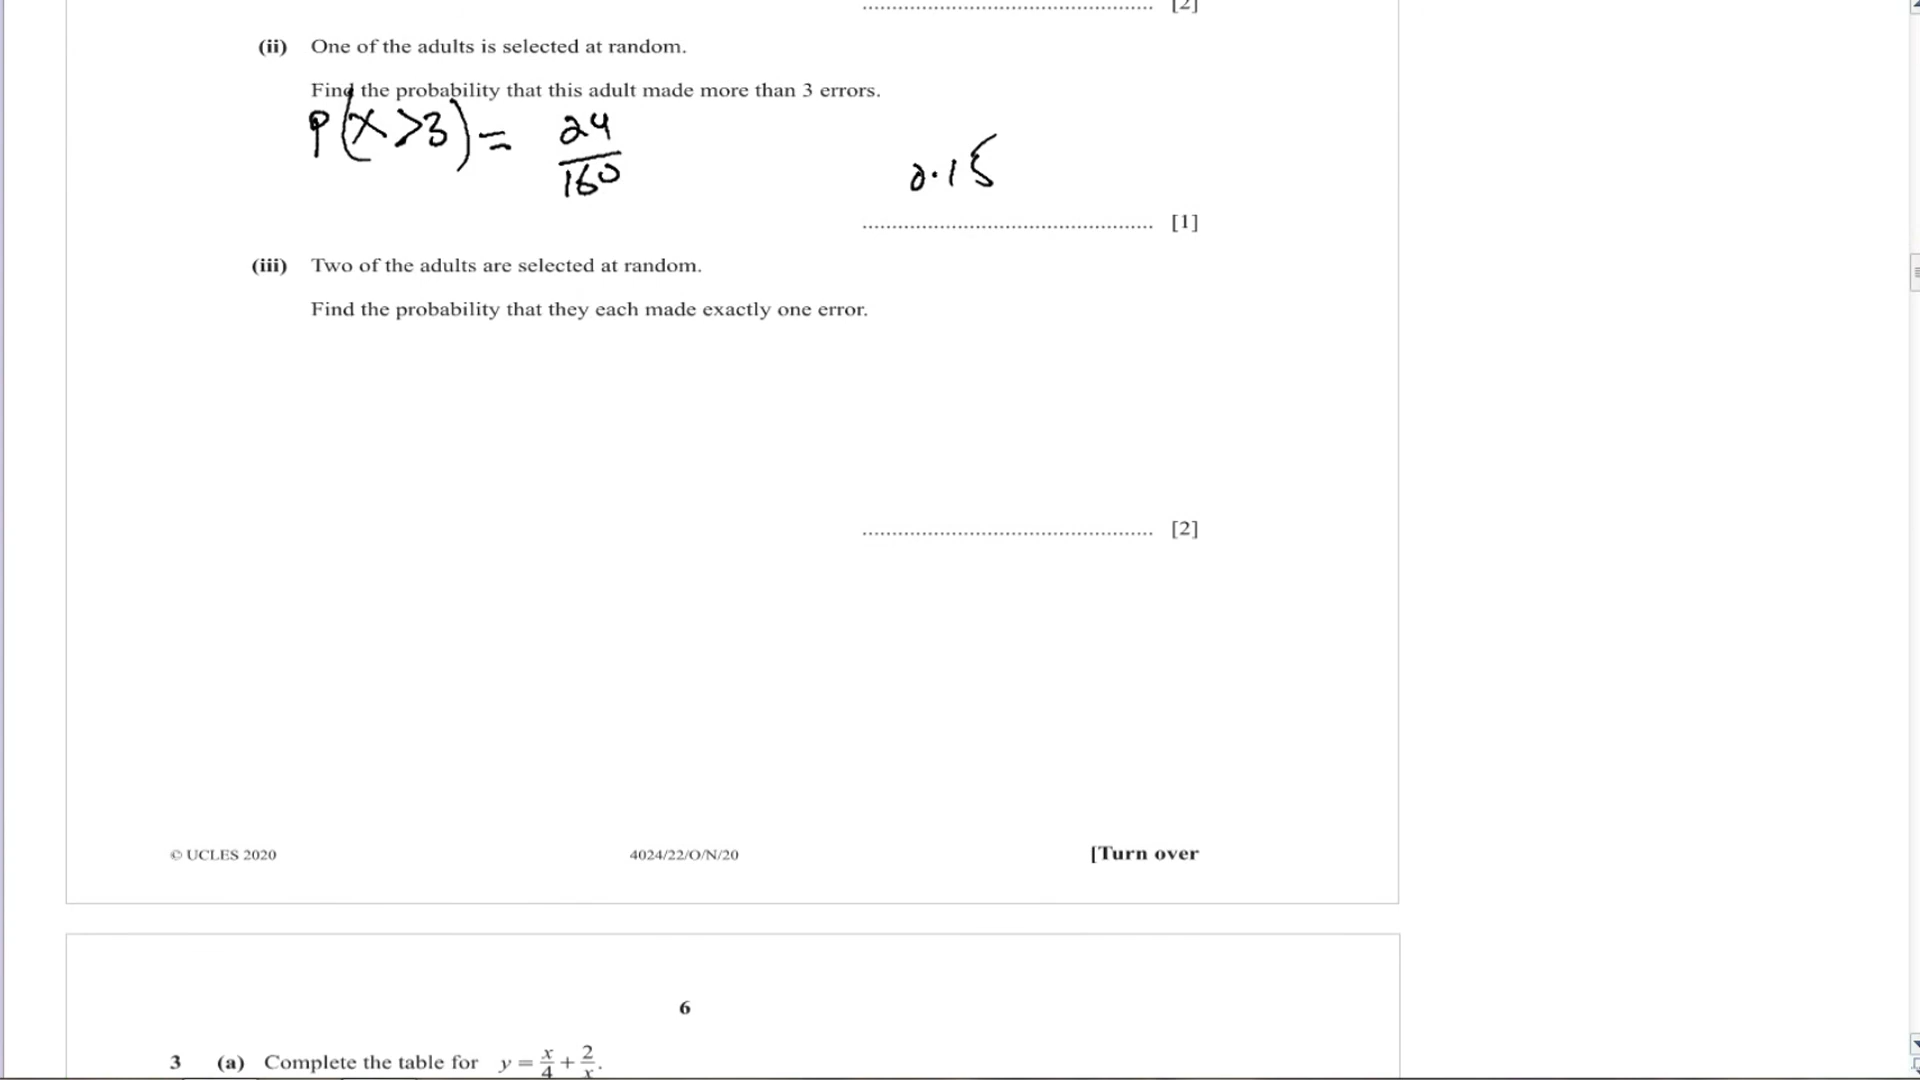 [2]
(ii) One of the adults is selected at random.
Find the probability that this adult made more than 3 errors.
P(X>3) = 24/160
0.15
[1]
(iii) Two of the adults are selected at random.
Find the probability that they each made exactly one error.
[2]
© UCLES 2020 4024/22/O/N/20 [Turn over
6
3 (a) Complete the table for y = x/4 + 2/x.